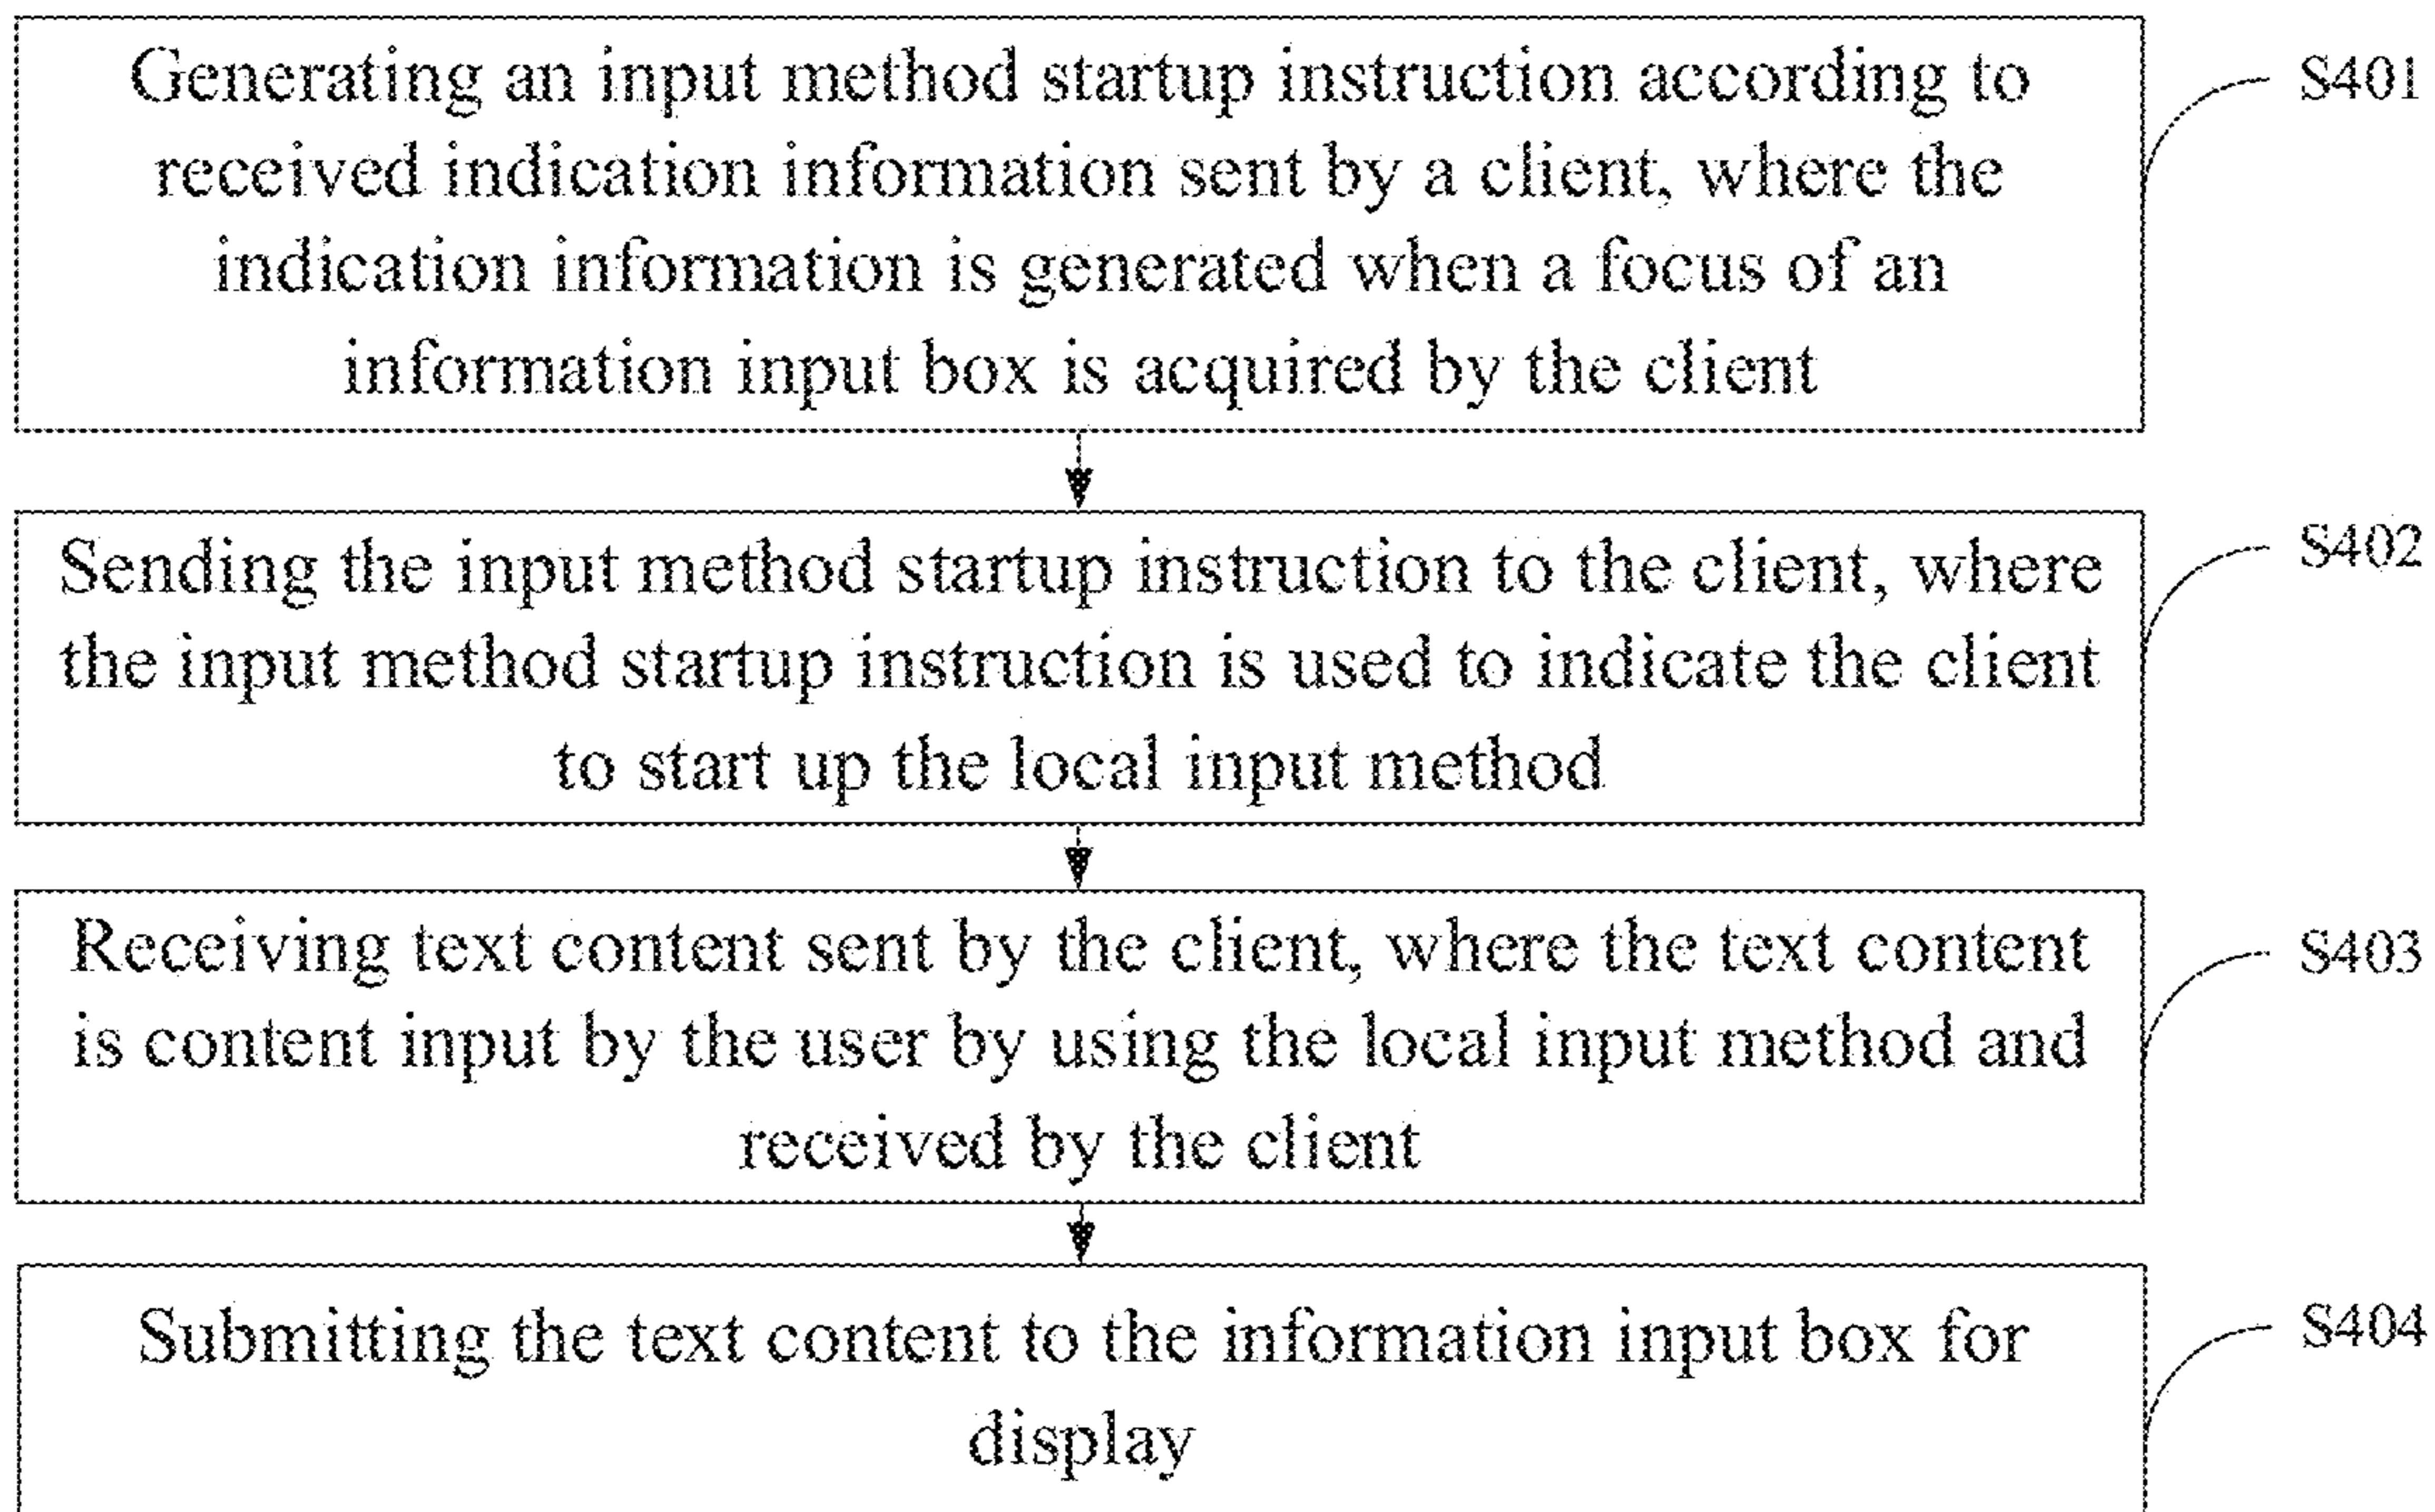 Generating an input method startup instruction according to
received indication information sent by a client, where the
indication information is generated when a focus of an
information input box is acquired by the client
S401
Sending the input method startup instruction to the client, where
the input method startup instruction is used to indicate the client
to start up the local input method
S402
Receiving text content sent by the client, where the text content
is content input by the user by using the local input method and
received by the client
S403
Submitting the text content to the information input box for
display
S404